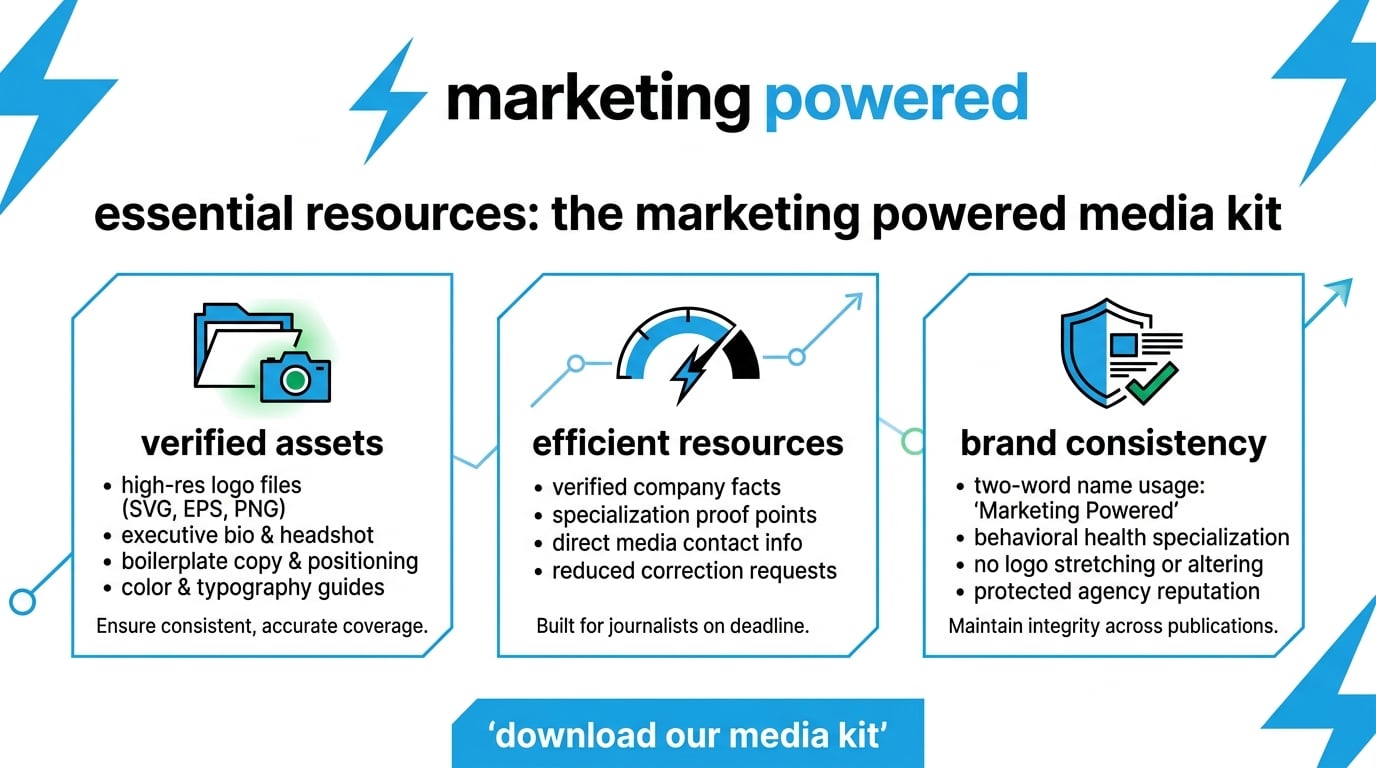 marketing powered
essential resources: the marketing powered media kit
verified assets
• high-res logo files
(SVG, EPS, PNG)
• executive bio & headshot
• boilerplate copy & positioning
• color & typography guides
Ensure consistent, accurate coverage.
efficient resources
• verified company facts
• specialization proof points
• direct media contact info
• reduced correction requests
Built for journalists on deadline.
brand consistency
• two-word name usage:
‘Marketing Powered’
• behavioral health specialization
• no logo stretching or altering
• protected agency reputation
Maintain integrity across publications.
‘download our media kit’